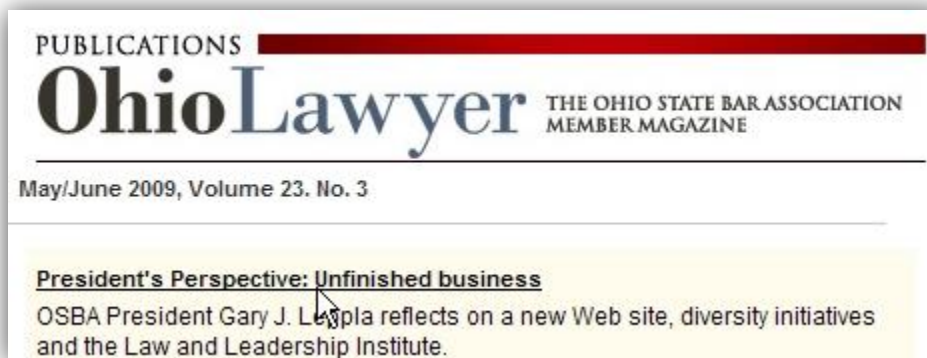 PUBLICATIONS
OhioLawyer THE OHIO STATE BAR ASSOCIATION
MEMBER MAGAZINE
May/June 2009, Volume 23. No. 3
President's Perspective: Unfinished business
OSBA President Gary J. reflects on a new Web site, diversity initiatives
and the Law and Leadership Institute.